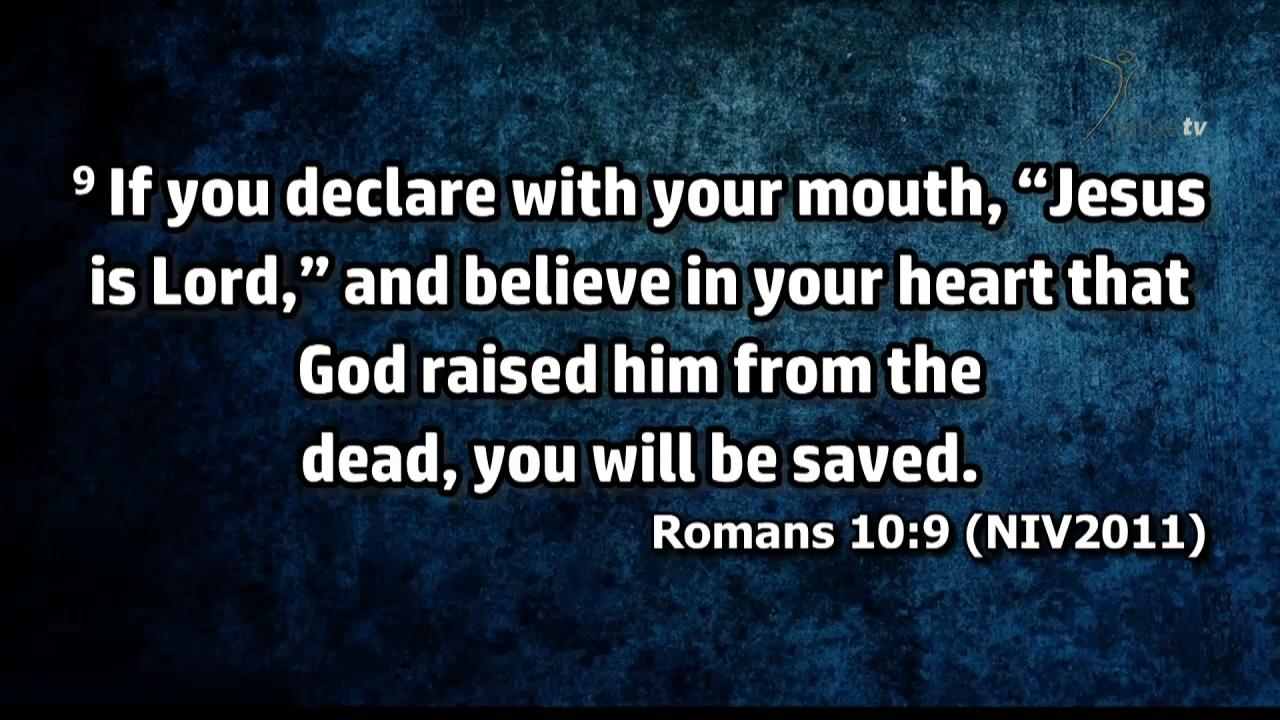 tv
⁹ If you declare with your mouth, “Jesus
is Lord,” and believe in your heart that
God raised him from the
dead, you will be saved.
Romans 10:9 (NIV2011)